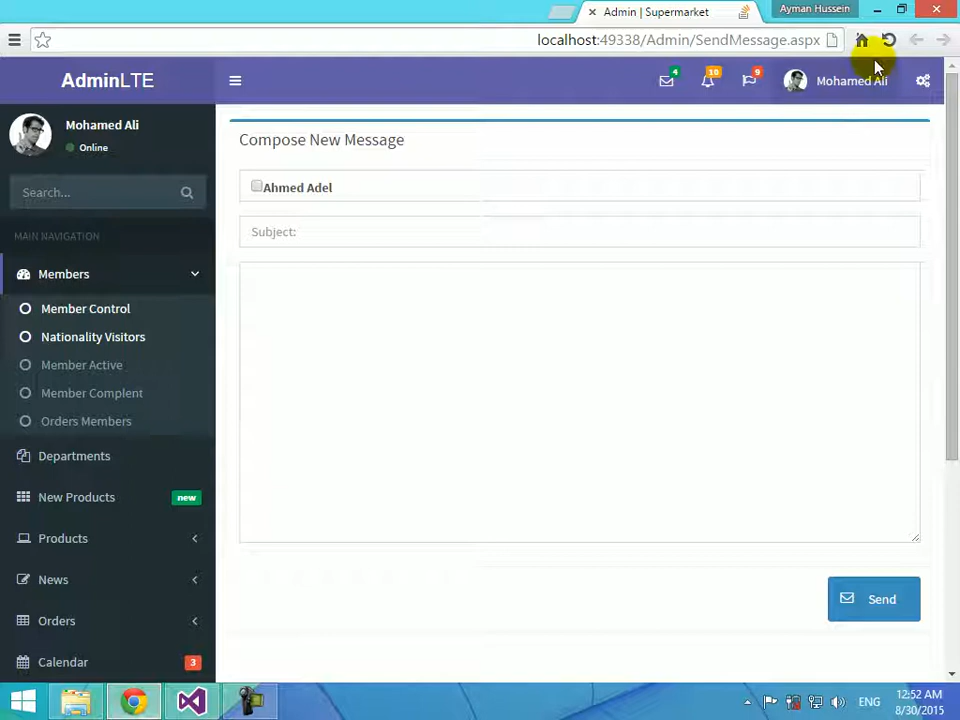 Admin | Supermarket
Ayman Hussein
localhost:49338/Admin/SendMessage.aspx
AdminLTE
4
10
9
Mohamed Ali
Mohamed Ali
Online
Search...
MAIN NAVIGATION
Members
Member Control
Nationality Visitors
Member Active
Member Complent
Orders Members
Departments
New Products
new
Products
News
Orders
Calendar
3
Compose New Message
Ahmed Adel
Subject:
Send
ENG
12:52 AM
8/30/2015